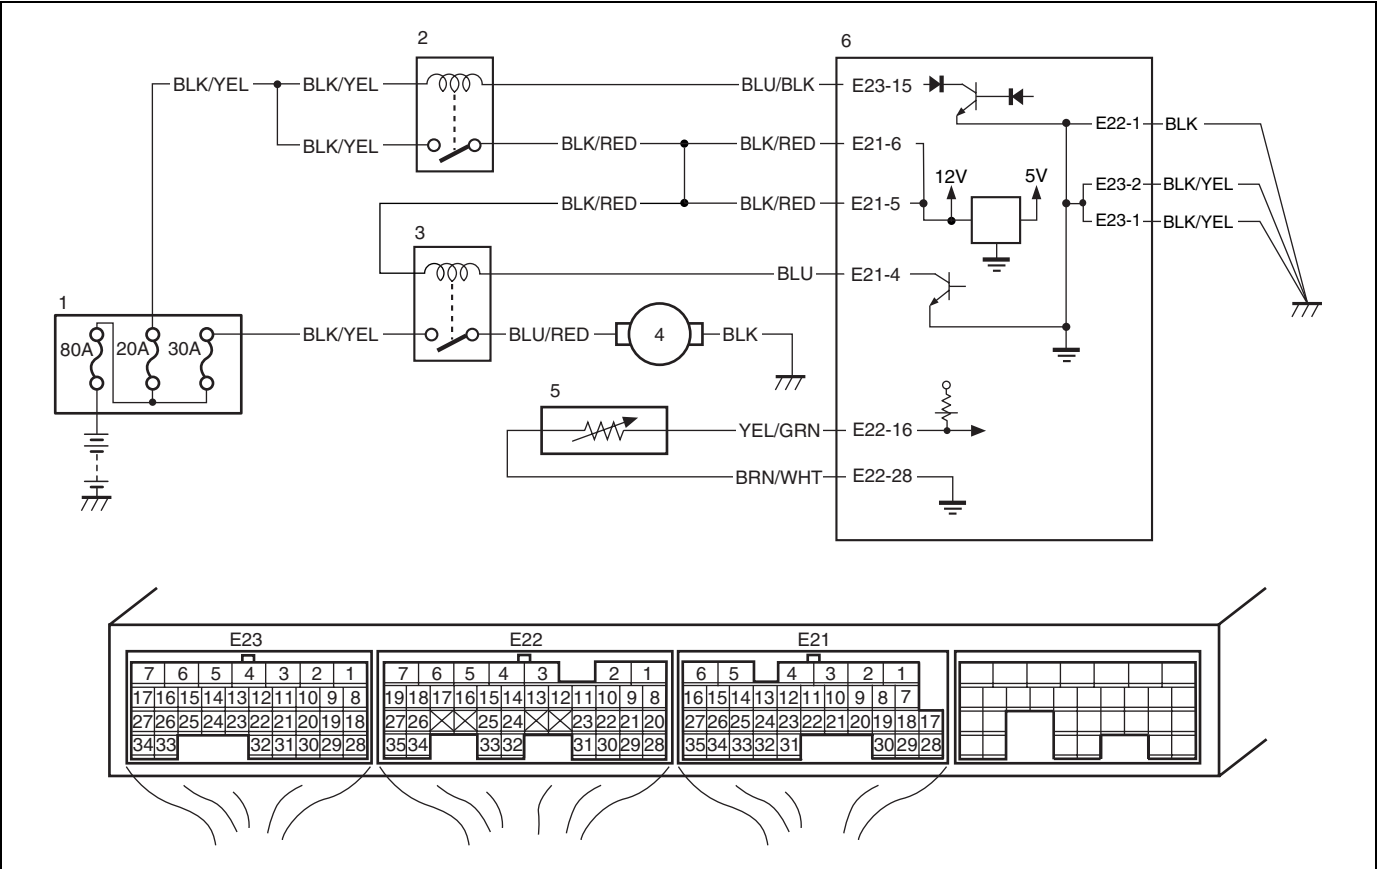 2
6
BLK/YEL BLK/YEL BLU/BLK E23-15
E22-1 BLK
BLK/YEL BLK/RED BLK/RED E21-6
12V 5V
E23-2 BLK/YEL
BLK/RED BLK/RED E21-5
E23-1 BLK/YEL
3
BLU E21-4
1
80A 20A 30A
BLK/YEL BLU/RED 4 BLK
5
YEL/GRN E22-16
BRN/WHT E22-28
E23 E22 E21
7 6 5 4 3 2 1 7 6 5 4 3 2 1 6 5 4 3 2 1
17 16 15 14 13 12 11 10 9 8 19 18 17 16 15 14 13 12 11 10 9 8 16 15 14 13 12 11 10 9 8 7
27 26 25 24 23 22 21 20 19 18 27 26 25 24 23 22 21 20 27 26 25 24 23 22 21 20 19 18 17
34 33 32 31 30 29 28 35 34 33 32 31 30 29 28 35 34 33 32 31 30 29 28